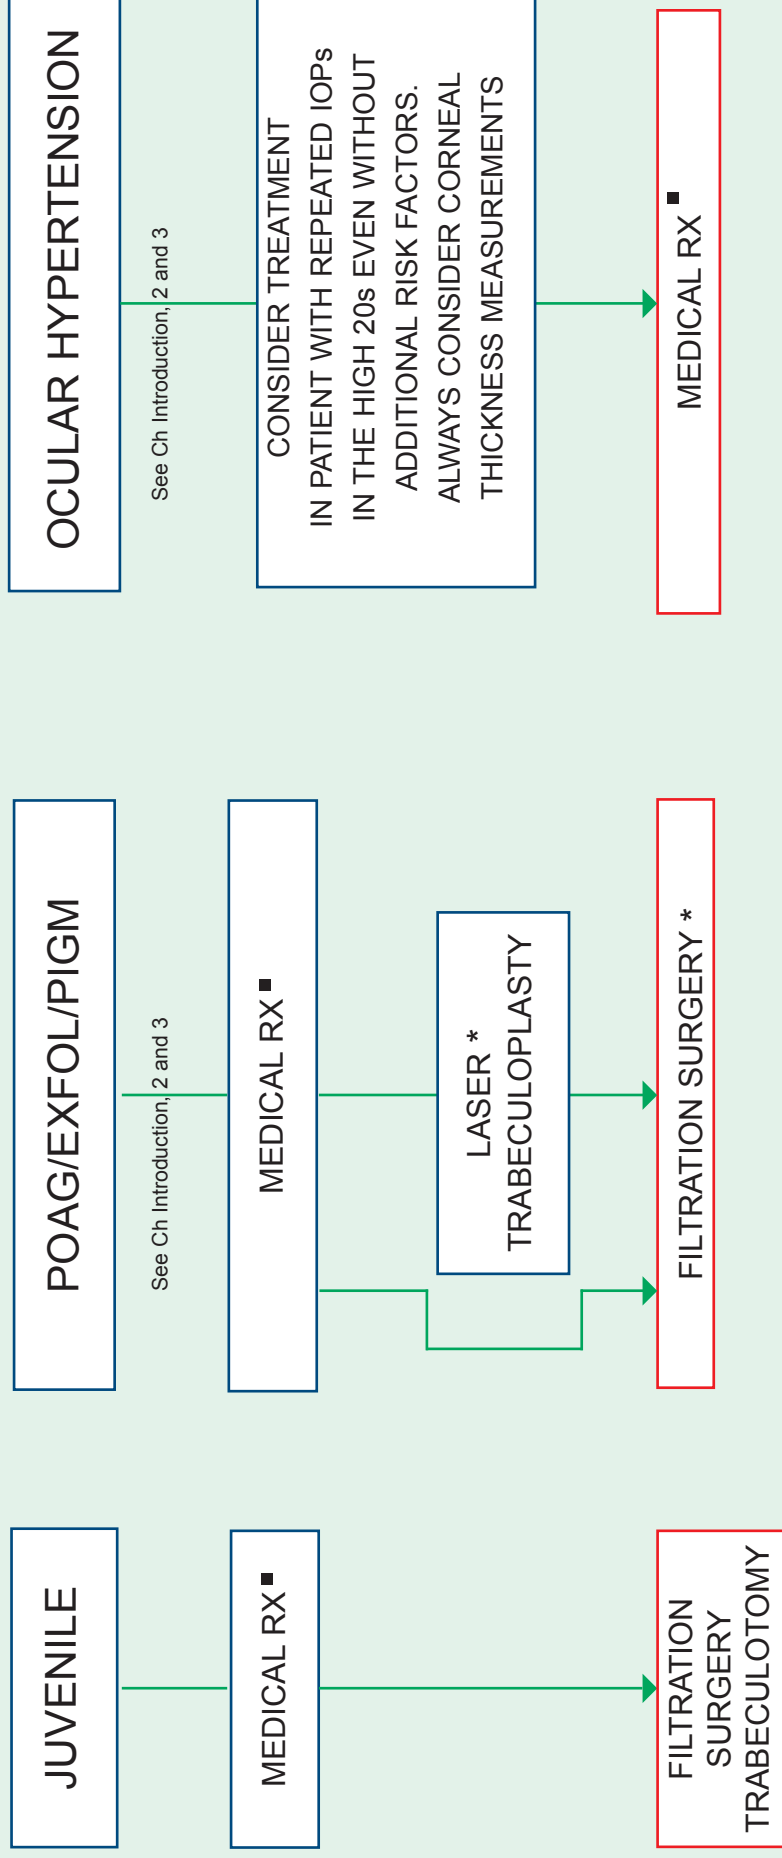 JUVENILE
MEDICAL RX ■
FILTRATION
SURGERY
TRABECULOTOMY
POAG/EXFOL/PIGM
See Ch Introduction, 2 and 3
MEDICAL RX ■
LASER *
TRABECULOPLASTY
FILTRATION SURGERY *
OCULAR HYPERTENSION
See Ch Introduction, 2 and 3
CONSIDER TREATMENT
IN PATIENT WITH REPEATED IOPs
IN THE HIGH 20s EVEN WITHOUT
ADDITIONAL RISK FACTORS.
ALWAYS CONSIDER CORNEAL
THICKNESS MEASUREMENTS
MEDICAL RX ■